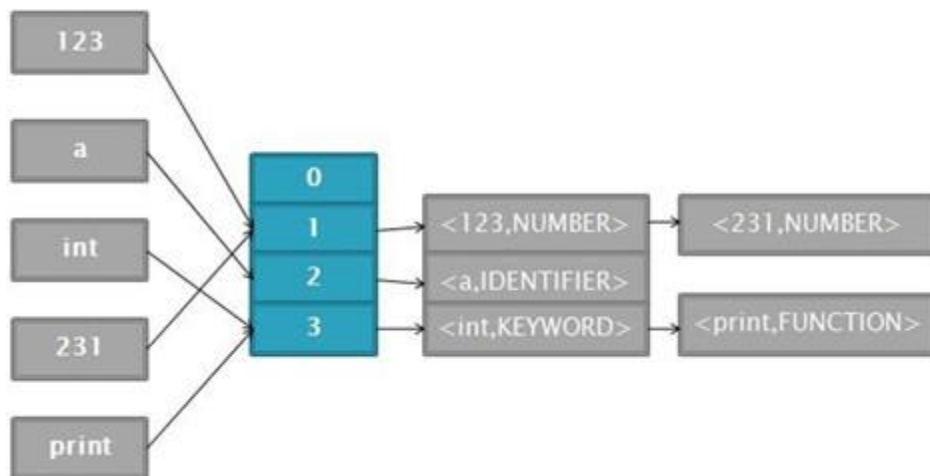 123
a
int
231
print
0
1
2
3
<123,NUMBER>
<231,NUMBER>
<a,IDENTIFIER>
<int,KEYWORD>
<print,FUNCTION>